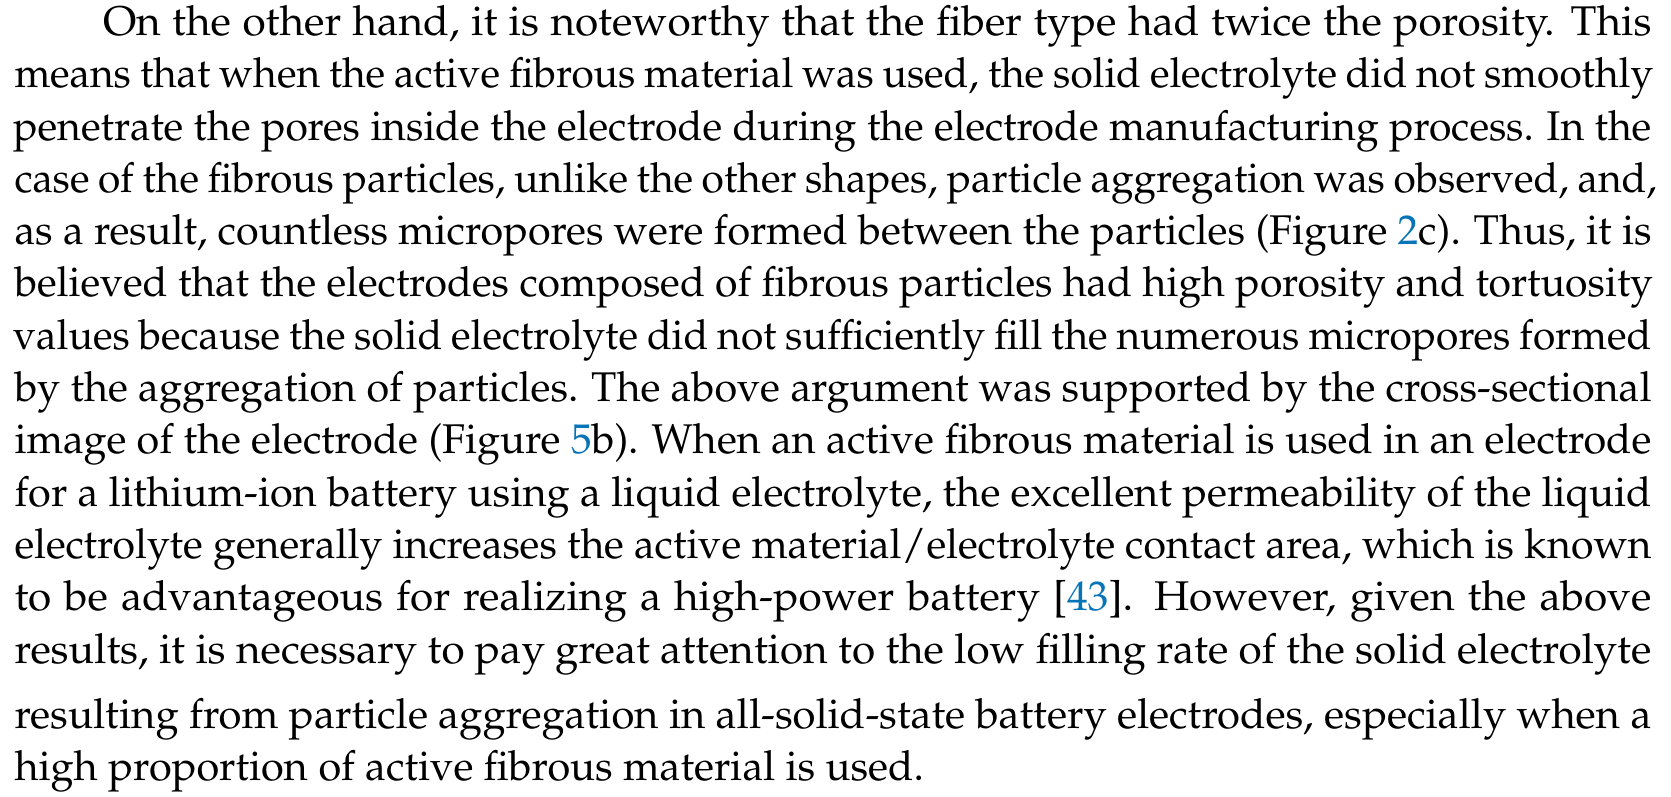 On the other hand, it is noteworthy that the fiber type had twice the porosity. This
means that when the active fibrous material was used, the solid electrolyte did not smoothly
penetrate the pores inside the electrode during the electrode manufacturing process. In the
case of the fibrous particles, unlike the other shapes, particle aggregation was observed, and,
as a result, countless micropores were formed between the particles (Figure 2c). Thus, it is
believed that the electrodes composed of fibrous particles had high porosity and tortuosity
values because the solid electrolyte did not sufficiently fill the numerous micropores formed
by the aggregation of particles. The above argument was supported by the cross-sectional
image of the electrode (Figure 5b). When an active fibrous material is used in an electrode
for a lithium-ion battery using a liquid electrolyte, the excellent permeability of the liquid
electrolyte generally increases the active material/electrolyte contact area, which is known
to be advantageous for realizing a high-power battery [43]. However, given the above
results, it is necessary to pay great attention to the low filling rate of the solid electrolyte
resulting from particle aggregation in all-solid-state battery electrodes, especially when a
high proportion of active fibrous material is used.